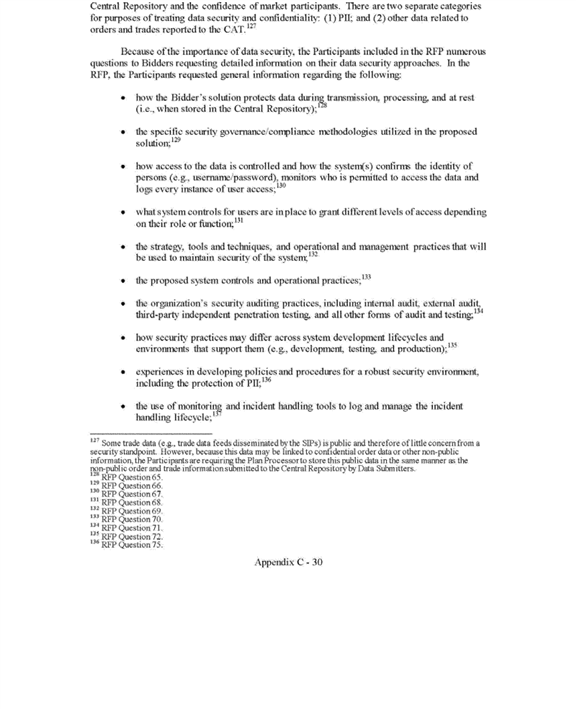 Central Repository and the confidence of market participants. There are two separate categories
for purposes of treating data security and confidentiality: (1) PII; and (2) other data related to
orders and trades reported to the CAT.127
Because of the importance of data security, the Participants included in the RFP numerous
questions to Bidders requesting detailed information on their data security approaches. In the
RFP, the Participants requested general information regarding the following:
• how the Bidder's solution protects data during transmission, processing, and at rest
(i.e., when stored in the Central Repository);128
• the specific security governance/compliance methodologies utilized in the proposed
solution;129
• how access to the data is controlled and how the system(s) confirms the identity of
persons (e.g., username/password), monitors who is permitted to access the data and
logs every instance of user access;130
• what system controls for users are in place to grant different levels of access depending
on their role or function;131
• the strategy, tools and techniques, and operational and management practices that will
be used to maintain security of the system;132
• the proposed system controls and operational practices;133
• the organization's security auditing practices, including internal audit, external audit,
third-party independent penetration testing, and all other forms of audit and testing;134
• how security practices may differ across system development lifecycles and
environments that support them (e.g., development, testing, and production);135
• experiences in developing policies and procedures for a robust security environment,
including the protection of PII;136
• the use of monitoring and incident handling tools to log and manage the incident
handling lifecycle;137
127 Some trade data (e.g., trade data feeds disseminated by the SIPs) is public and therefore of little concern from a
security standpoint. However, because this data may be linked to confidential order data or other non-public
information, the Participants are requiring the Plan Processor to store this public data in the same manner as the
non-public order and trade information submitted to the Central Repository by Data Submitters.
128 RFP Question 65.
129 RFP Question 66.
130 RFP Question 67.
131 RFP Question 68.
132 RFP Question 69.
133 RFP Question 70.
134 RFP Question 71.
135 RFP Question 72.
136 RFP Question 75.
Appendix C - 30